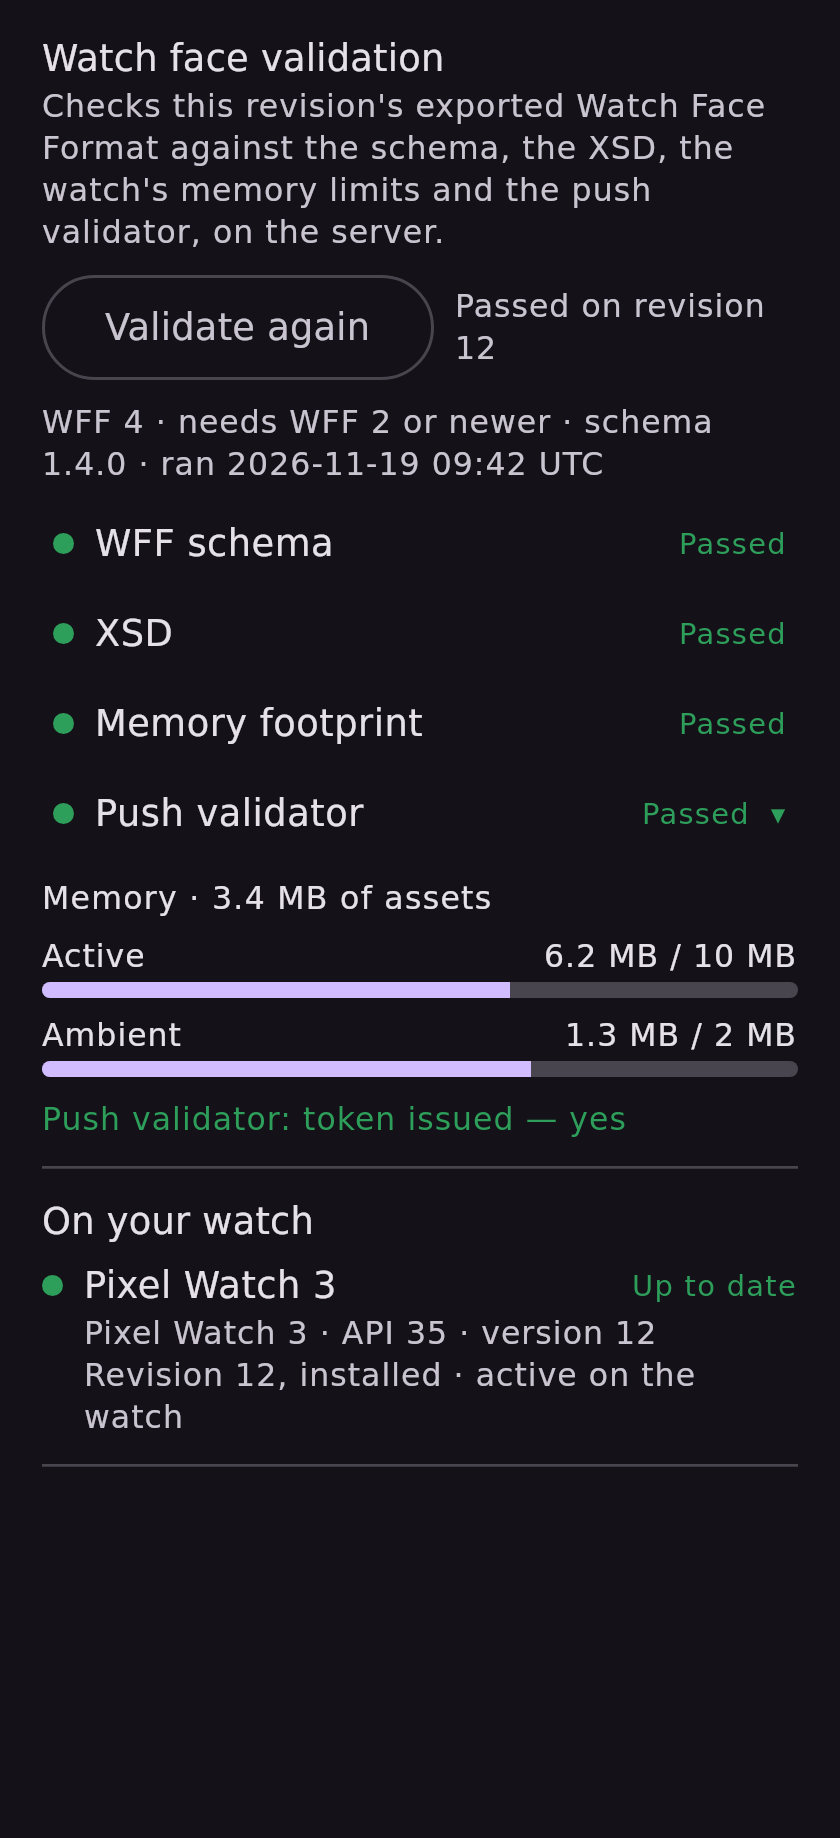 Watch face validation
Checks this revision's exported Watch Face
Format against the schema, the XSD, the
watch's memory limits and the push
validator, on the server.
Validate again
Passed on revision
12
WFF 4 · needs WFF 2 or newer · schema
1.4.0 · ran 2026-11-19 09:42 UTC
WFF schema Passed
XSD Passed
Memory footprint Passed
Push validator Passed ▼
Memory · 3.4 MB of assets
Active 6.2 MB / 10 MB
Ambient 1.3 MB / 2 MB
Push validator: token issued — yes
On your watch
Pixel Watch 3 Up to date
Pixel Watch 3 · API 35 · version 12
Revision 12, installed · active on the
watch